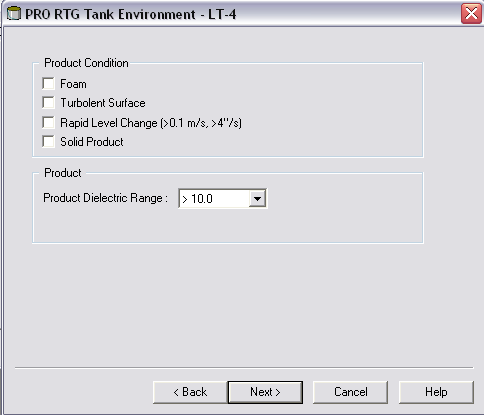 PRO RTG Tank Environment - LT-4
Product Condition
Foam
Turbolent Surface
Rapid Level Change (>0.1 m/s, >4"/s)
Solid Product
Product
Product Dielectric Range : > 10.0
< Back Next > Cancel Help